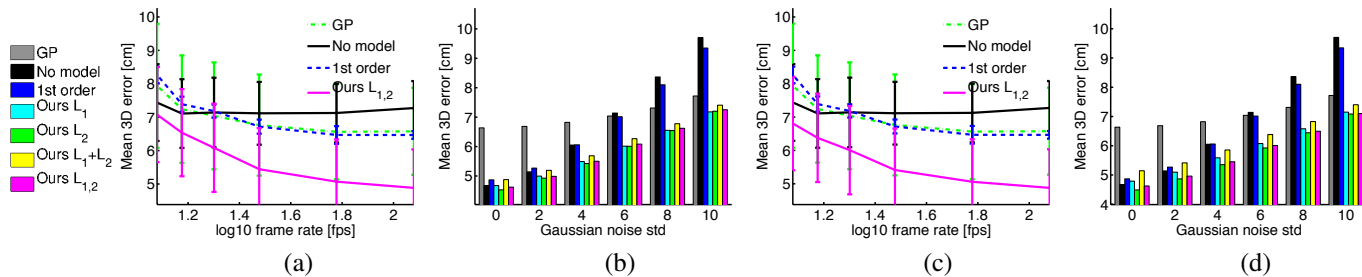 GP
No model
1st order
Ours L1
Ours L2
Ours L1+L2
Ours L1,2
Mean 3D error [cm]
10
9
8
7
6
5
1.2
1.4
1.6
1.8
2
log10 frame rate [fps]
GP
No model
1st order
Ours L1,2
(a)
Mean 3D error [cm]
10
9
8
7
6
5
0
2
4
6
8
10
Gaussian noise std
(b)
Mean 3D error [cm]
10
9
8
7
6
5
1.2
1.4
1.6
1.8
2
log10 frame rate [fps]
GP
No model
1st order
Ours L1,2
(c)
Mean 3D error [cm]
10
9
8
7
6
5
4
0
2
4
6
8
10
Gaussian noise std
(d)